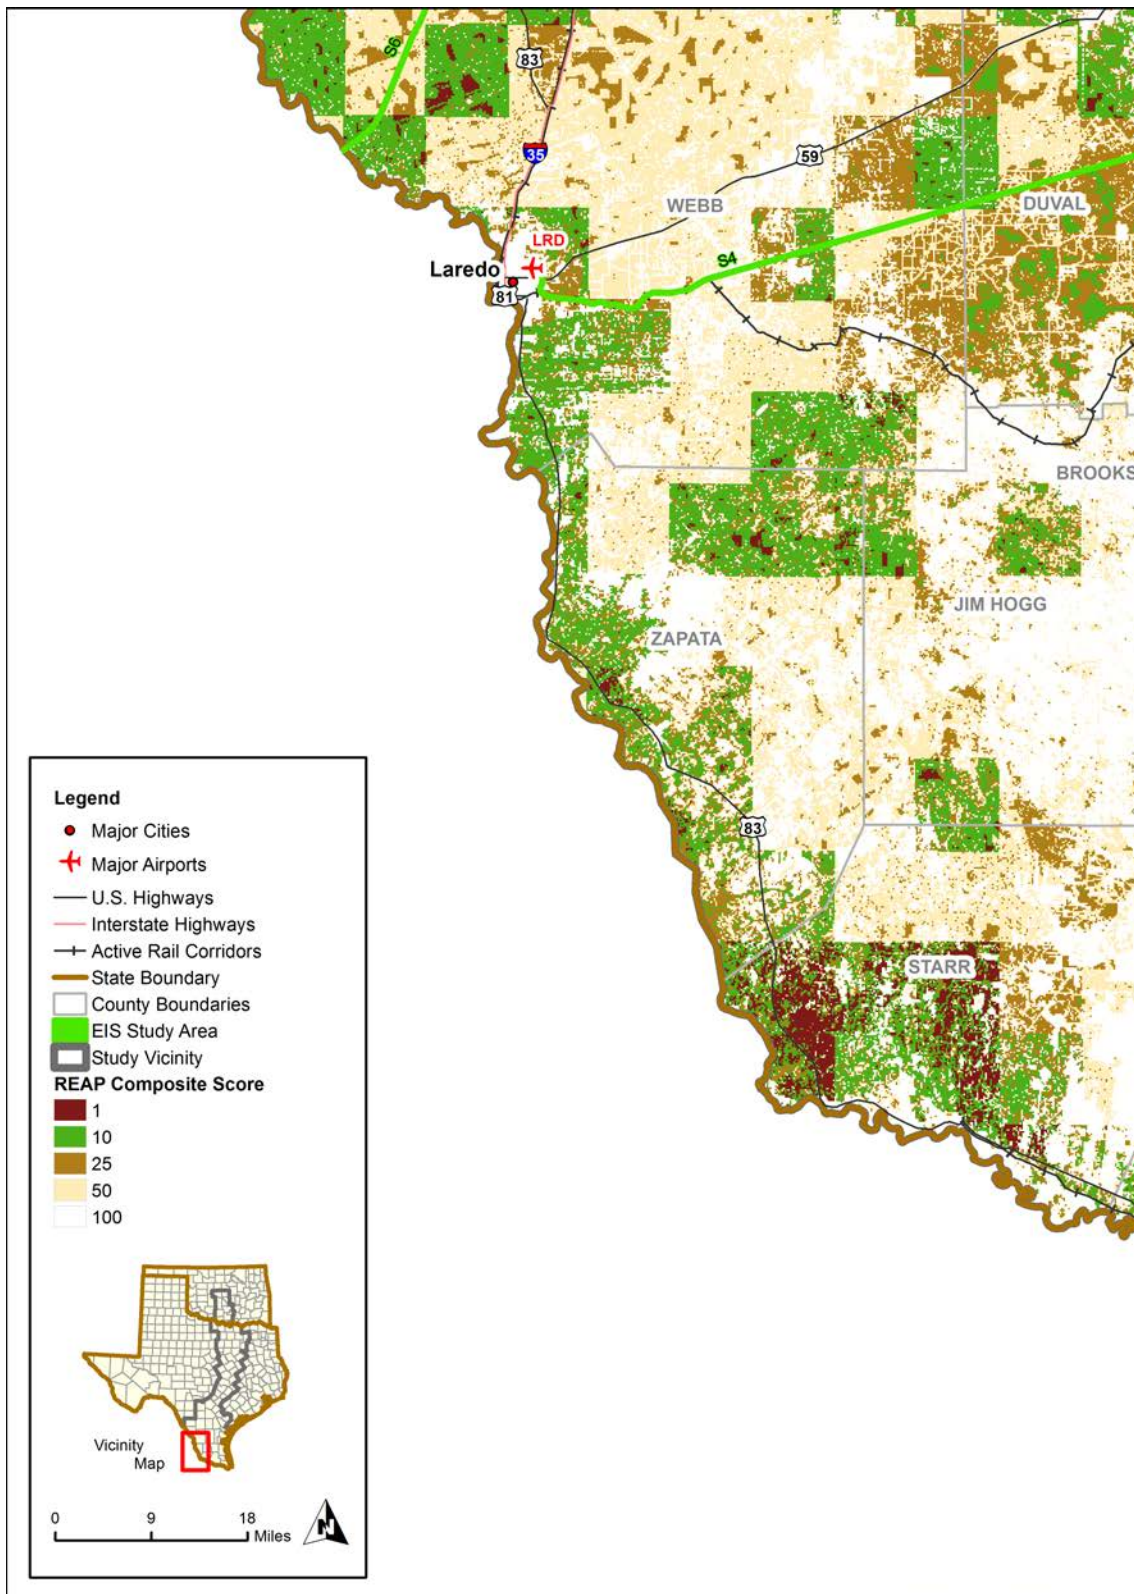 S6
83
35
59
WEBB
DUVAL
LRD
Laredo
S4
81
BROOKS
JIM HOGG
ZAPATA
83
STARR
Legend
Major Cities
Major Airports
U.S. Highways
Interstate Highways
Active Rail Corridors
State Boundary
County Boundaries
EIS Study Area
Study Vicinity
REAP Composite Score
1
10
25
50
100
Vicinity
Map
0 9 18
Miles
N